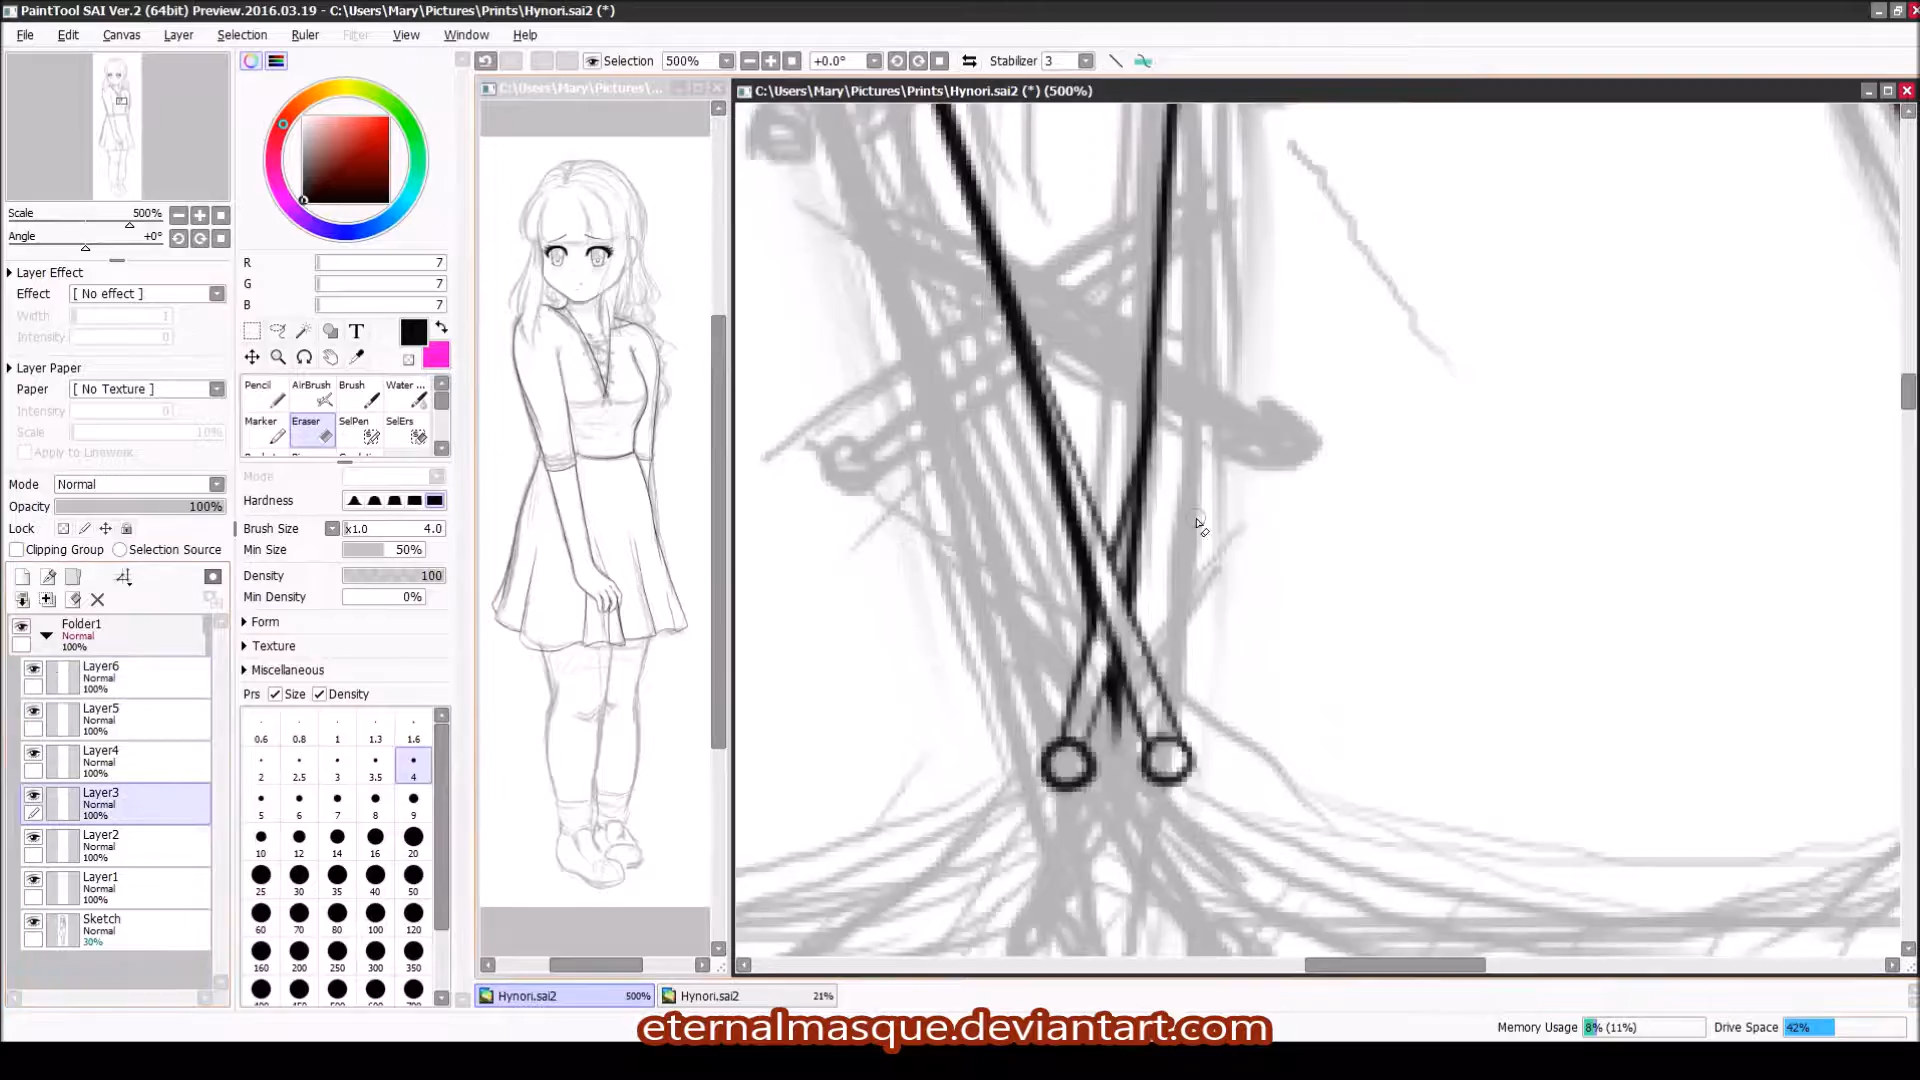 PaintTool SAI Ver.2 (64bit) Preview.2016.03.19 - C:\Users\Mary\Pictures\Prints\Hynori.sai2 (*)
File Edit Canvas Layer Selection Ruler Filter View Window Help
Selection 500% +0.0° Stabilizer 3
C:\Users\Mary\Pictures\...
C:\Users\Mary\Pictures\Prints\Hynori.sai2 (*) (500%)
Scale 500%
Angle +0°
Layer Effect
Effect [ No effect ]
Width 1
Intensity 0
Layer Paper
Paper [ No Texture ]
Intensity 0
Scale 10%
Apply to Linework
Mode Normal
Opacity 100%
Lock
Clipping Group Selection Source
Folder1
Normal
100%
Layer6
Normal
100%
Layer5
Normal
100%
Layer4
Normal
100%
Layer3
Normal
100%
Layer2
Normal
100%
Layer1
Normal
100%
Sketch
Normal
30%
R 7
G 7
B 7
T
Pencil AirBrush Brush Water ...
Marker Eraser SelPen SelErs
Mode
Hardness
Brush Size x1.0 4.0
Min Size 50%
Density 100
Min Density 0%
Form
Texture
Miscellaneous
Prs Size Density
0.6 0.8 1 1.3 1.6
2 2.5 3 3.5 4
5 6 7 8 9
10 12 14 16 20
25 30 35 40 50
60 70 80 100 120
160 200 250 300 350
Hynori.sai2 500% Hynori.sai2 21%
eternalmasque.deviantart.com
Memory Usage 8% (11%) Drive Space 42%